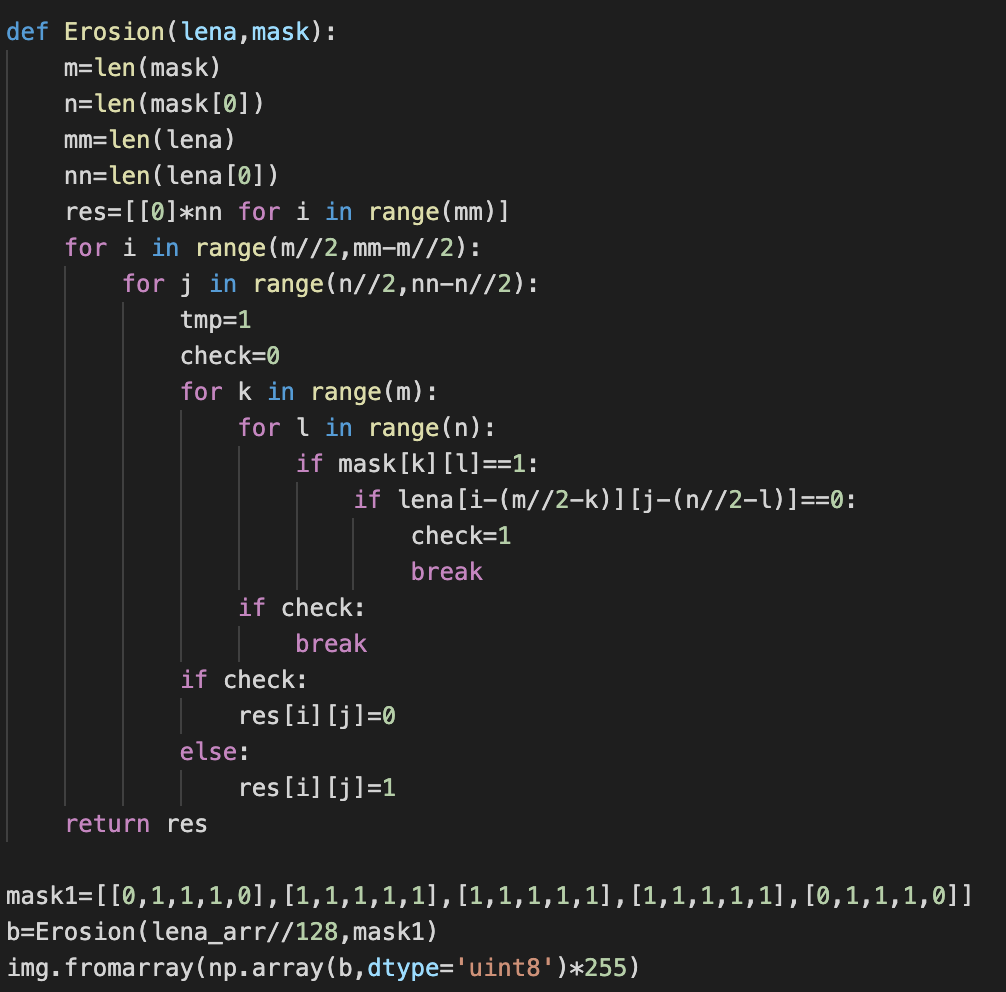 def Erosion(lena,mask):
    m=len(mask)
    n=len(mask[0])
    mm=len(lena)
    nn=len(lena[0])
    res=[[0]*nn for i in range(mm)]
    for i in range(m//2,mm-m//2):
        for j in range(n//2,nn-n//2):
            tmp=1
            check=0
            for k in range(m):
                for l in range(n):
                    if mask[k][l]==1:
                        if lena[i-(m//2-k)][j-(n//2-l)]==0:
                            check=1
                            break
                if check:
                    break
            if check:
                res[i][j]=0
            else:
                res[i][j]=1
    return res

mask1=[[0,1,1,1,0],[1,1,1,1,1],[1,1,1,1,1],[1,1,1,1,1],[0,1,1,1,0]]
b=Erosion(lena_arr//128,mask1)
img.fromarray(np.array(b,dtype='uint8')*255)